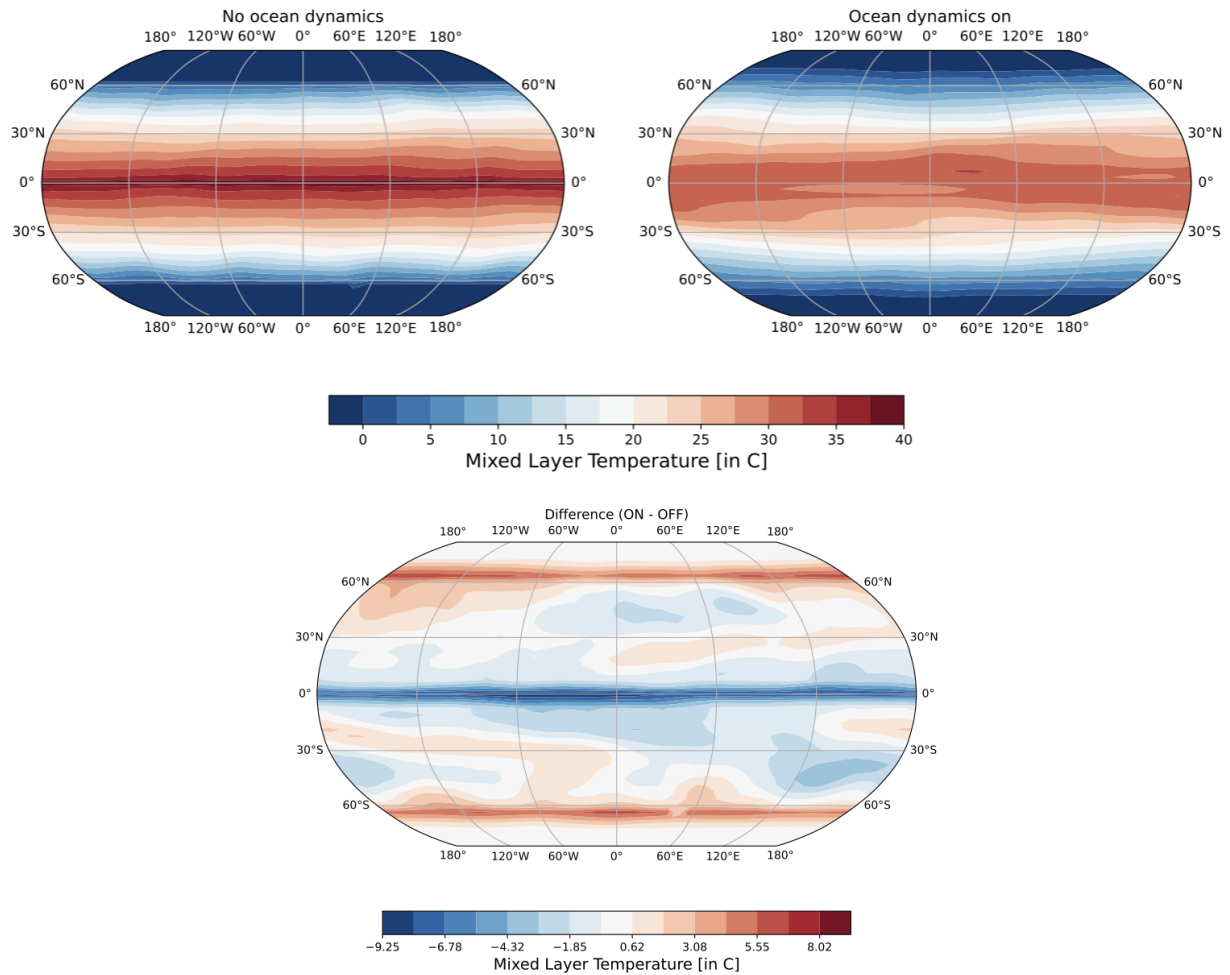 No ocean dynamics
180° 120°W 60°W 0° 60°E 120°E 180°
60°N 60°N
30°N 30°N
0° 0°
30°S 30°S
60°S 60°S
180° 120°W 60°W 0° 60°E 120°E 180°
Ocean dynamics on
180° 120°W 60°W 0° 60°E 120°E 180°
60°N 60°N
30°N 30°N
0° 0°
30°S 30°S
60°S 60°S
180° 120°W 60°W 0° 60°E 120°E 180°
0 5 10 15 20 25 30 35 40
Mixed Layer Temperature [in C]
Difference (ON - OFF)
180° 120°W 60°W 0° 60°E 120°E 180°
60°N 60°N
30°N 30°N
0° 0°
30°S 30°S
60°S 60°S
180° 120°W 60°W 0° 60°E 120°E 180°
−9.25 −6.78 −4.32 −1.85 0.62 3.08 5.55 8.02
Mixed Layer Temperature [in C]